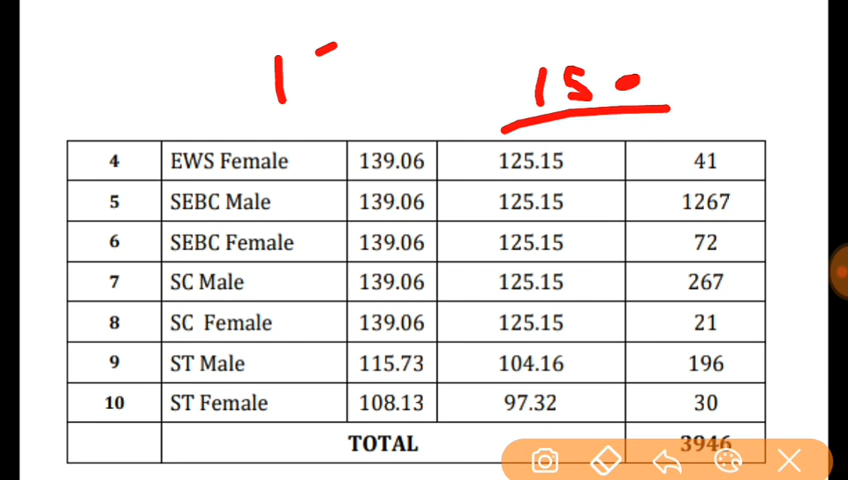 1 -
15 .
4 EWS Female 139.06 125.15 41
5 SEBC Male 139.06 125.15 1267
6 SEBC Female 139.06 125.15 72
7 SC Male 139.06 125.15 267
8 SC Female 139.06 125.15 21
9 ST Male 115.73 104.16 196
10 ST Female 108.13 97.32 30
TOTAL 3946